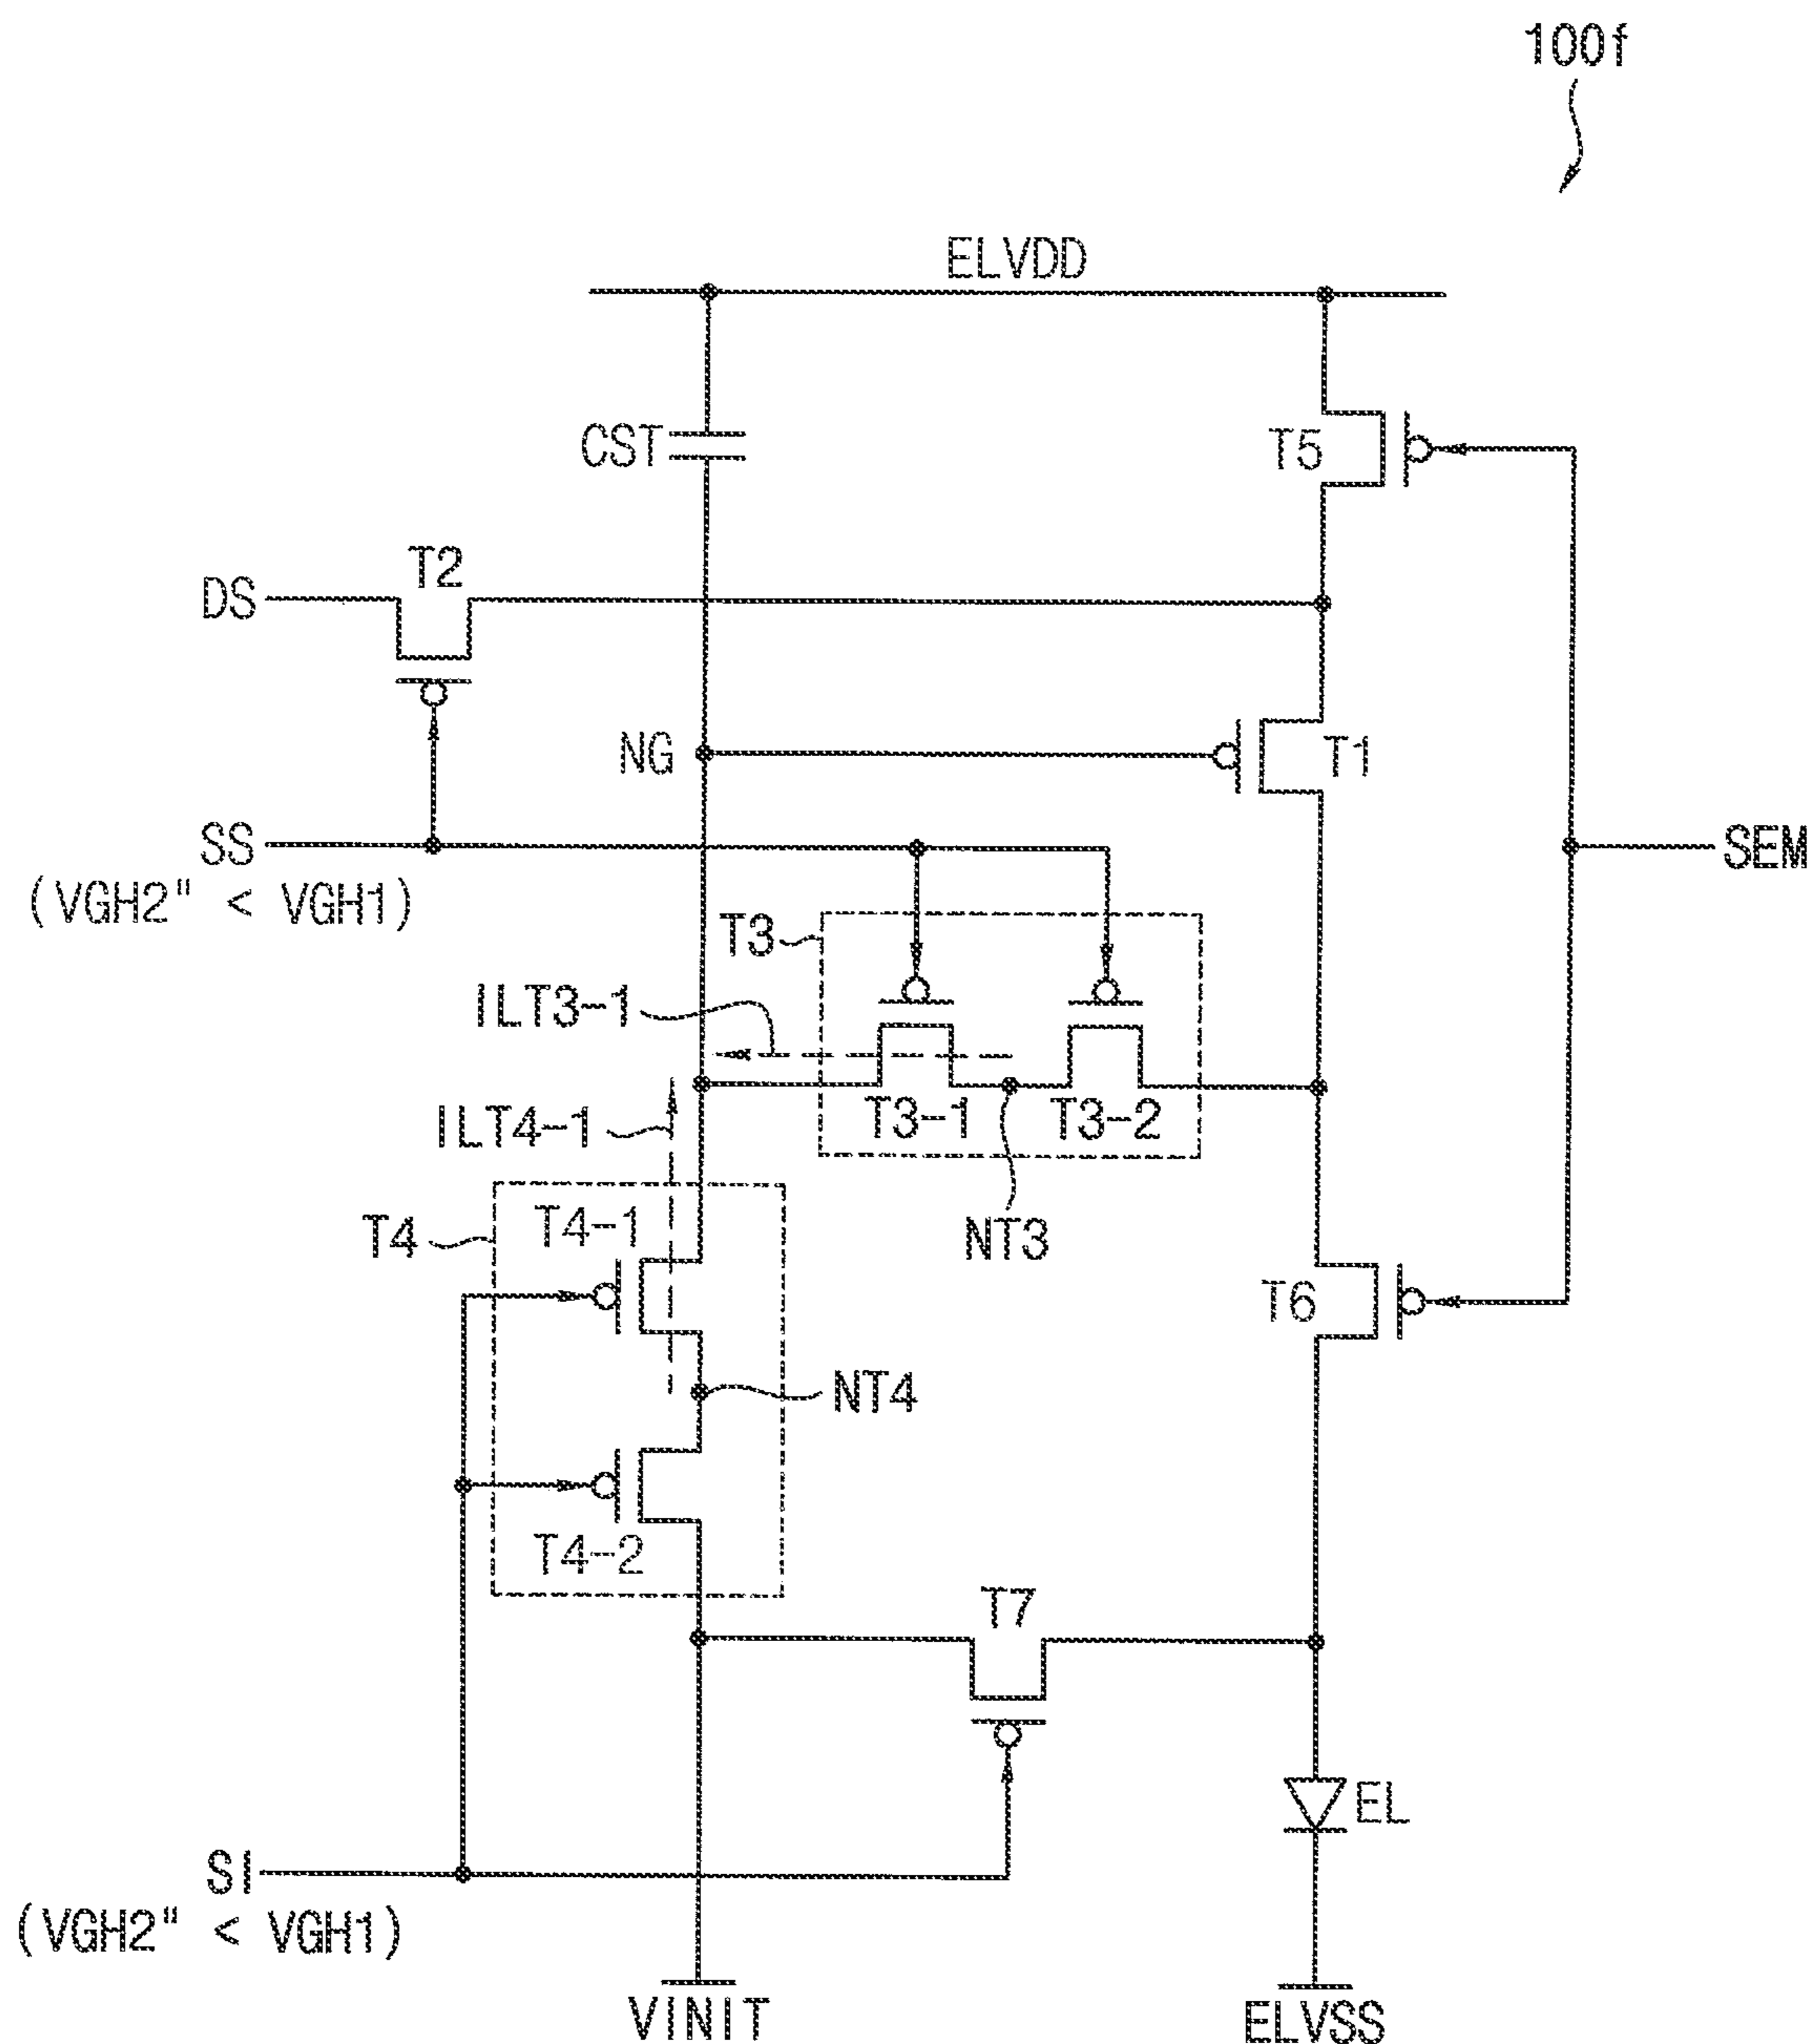 100f
ELVDD
CST
T5
T2
DS
NG
T1
SS
(VGH2" < VGH1)
SEM
T3
ILT3-1
T3-1
T3-2
ILT4-1
NT3
T4
T4-1
T6
NT4
T4-2
T7
EL
SI
(VGH2" < VGH1)
VINIT
ELVSS